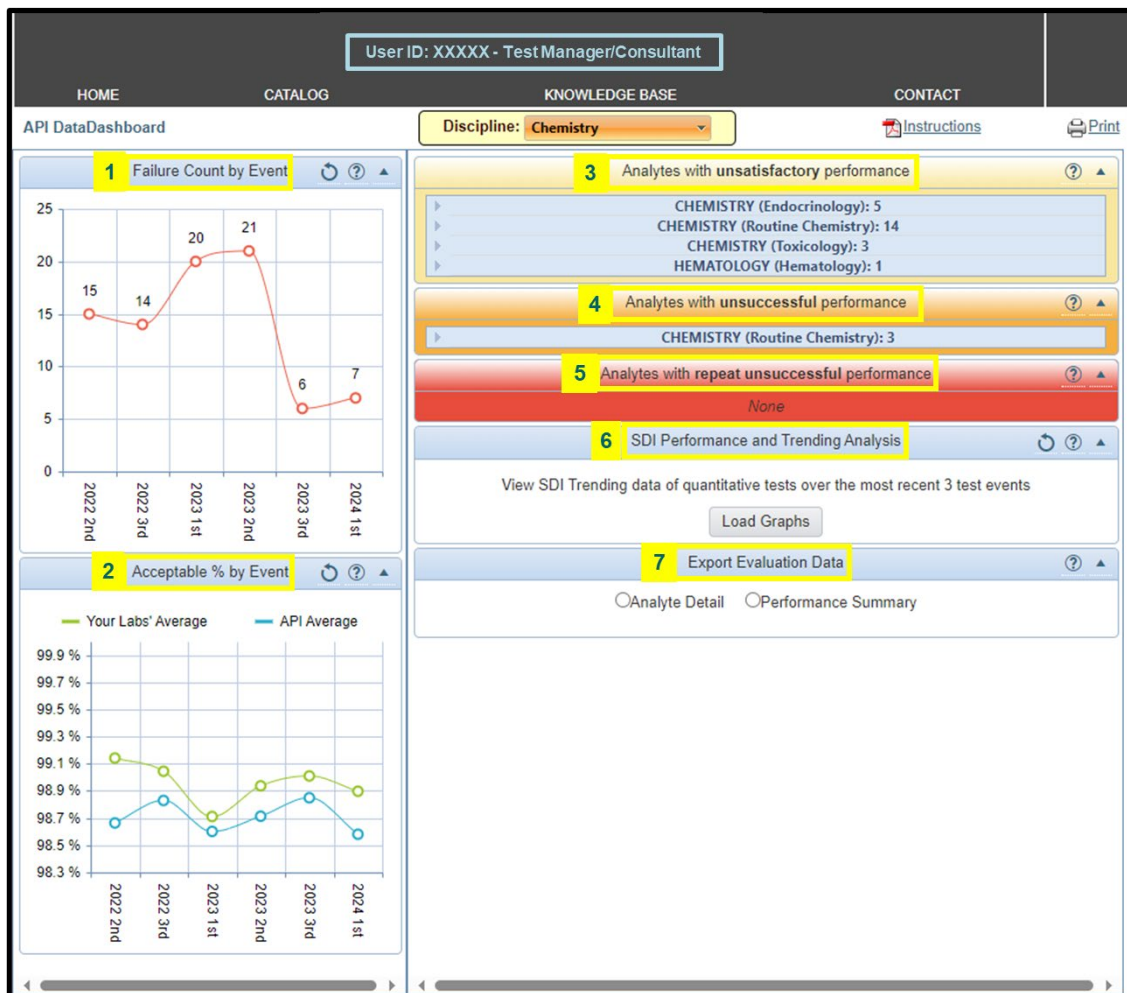 User ID: XXXXX - Test Manager/Consultant
HOME CATALOG KNOWLEDGE BASE CONTACT
API DataDashboard
Discipline: Chemistry
Instructions
Print
1 Failure Count by Event
25
20
15
10
5
0
15
14
20
21
6
7
2022 2nd
2022 3rd
2023 1st
2023 2nd
2023 3rd
2024 1st
2 Acceptable % by Event
Your Labs' Average
API Average
99.9 %
99.7 %
99.5 %
99.3 %
99.1 %
98.9 %
98.7 %
98.5 %
98.3 %
2022 2nd
2022 3rd
2023 1st
2023 2nd
2023 3rd
2024 1st
3 Analytes with unsatisfactory performance
CHEMISTRY (Endocrinology): 5
CHEMISTRY (Routine Chemistry): 14
CHEMISTRY (Toxicology): 3
HEMATOLOGY (Hematology): 1
4 Analytes with unsuccessful performance
CHEMISTRY (Routine Chemistry): 3
5 Analytes with repeat unsuccessful performance
None
6 SDI Performance and Trending Analysis
View SDI Trending data of quantitative tests over the most recent 3 test events
Load Graphs
7 Export Evaluation Data
Analyte Detail
Performance Summary